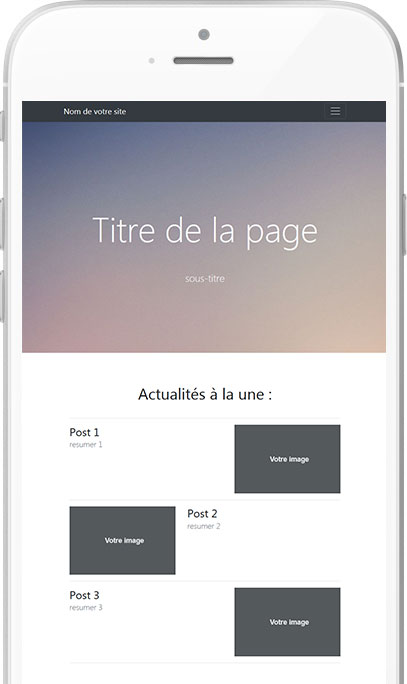 Nom de votre site
Titre de la page
sous-titre
Actualités à la une :
Post 1
resumer 1
Votre image
Votre image
Post 2
resumer 2
Post 3
resumer 3
Votre image